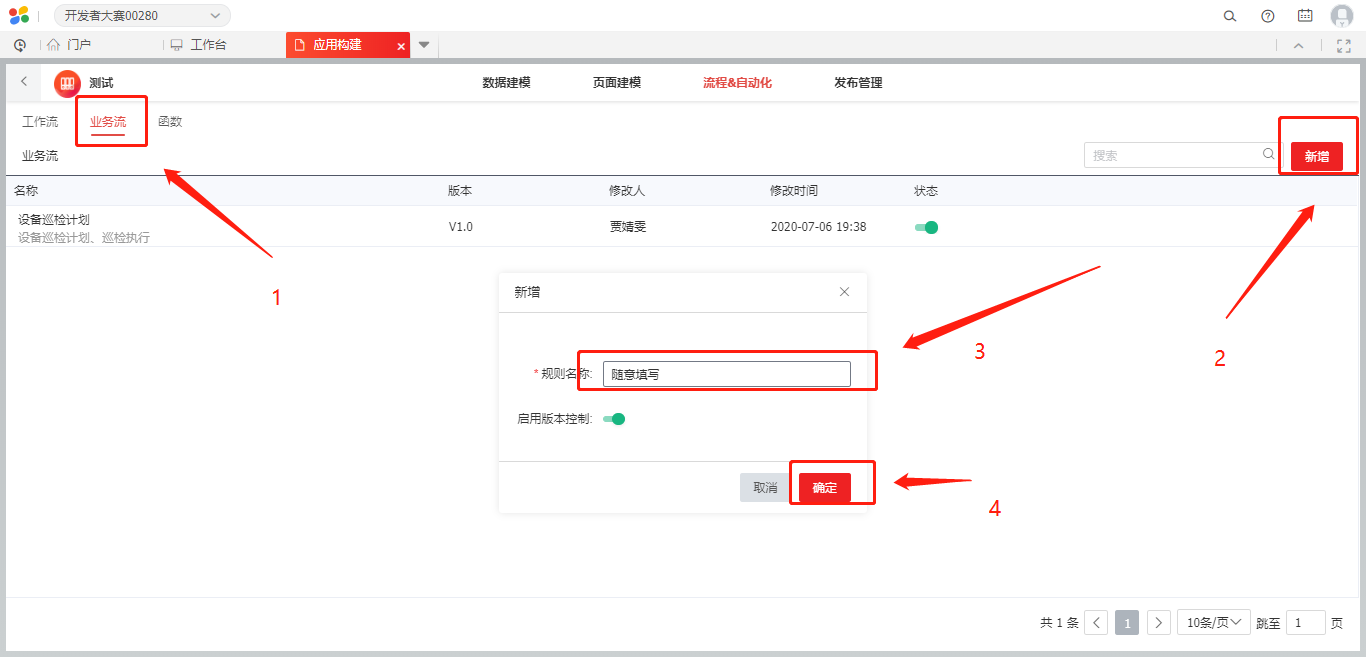 开发者大赛00280
门户 工作台 应用构建
测试 数据建模 页面建模 流程&自动化 发布管理
工作流 业务流 函数
业务流 搜索 新增
名称 版本 修改人 修改时间 状态
设备巡检计划
设备巡检计划、巡检执行 V1.0 贾婧雯 2020-07-06 19:38
1
2
3
新增
* 规则名称: 随意填写
启用版本控制:
取消 确定
4
共 1 条 1 10条/页 跳至 1 页